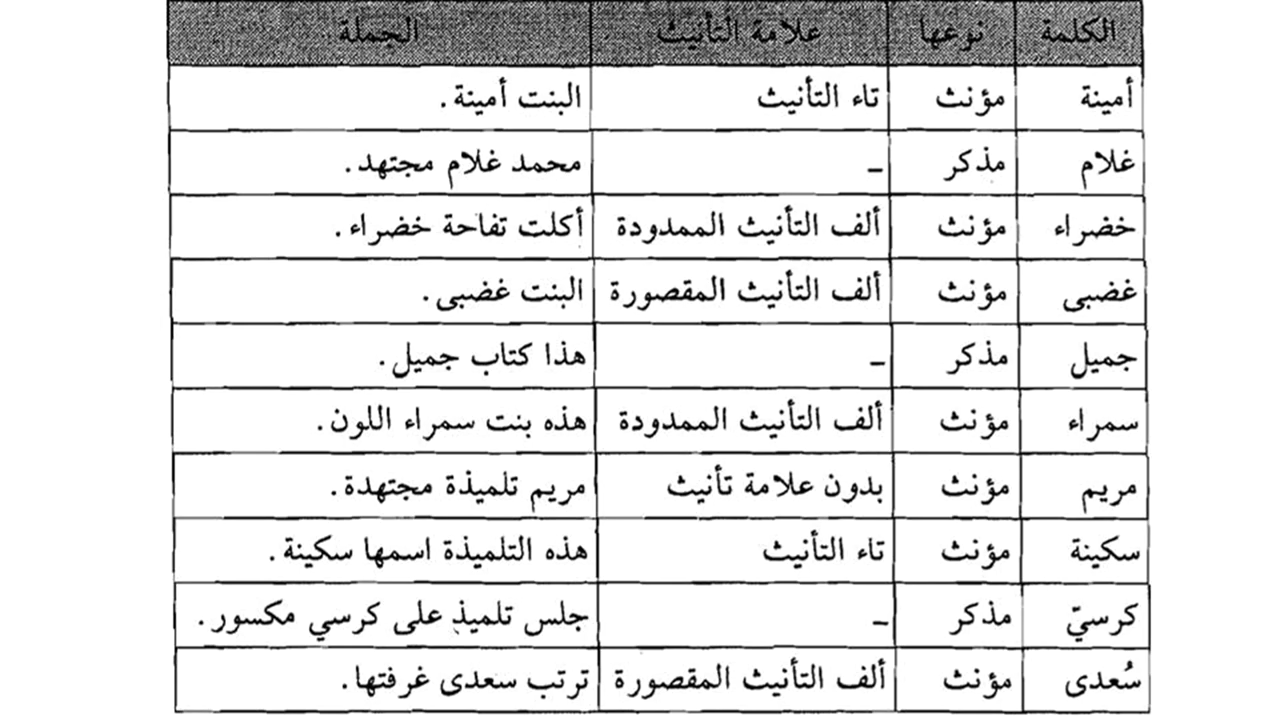 الكلمة نوعها علامة التأنيث الجملة
أمينة مؤنث تاء التأنيث البنت أمينة.
غلام مذكر – محمد غلام مجتهد.
خضراء مؤنث ألف التأنيث الممدودة أكلت تفاحة خضراء.
غضبى مؤنث ألف التأنيث المقصورة البنت غضبى.
جميل مذكر – هذا كتاب جميل.
سمراء مؤنث ألف التأنيث الممدودة هذه بنت سمراء اللون.
مريم مؤنث بدون علامة تأنيث مريم تلميذة مجتهدة.
سكينة مؤنث تاء التأنيث هذه التلميذة اسمها سكينة.
كرسيّ مذكر – جلس تلميذ على كرسي مكسور.
سُعدى مؤنث ألف التأنيث المقصورة ترتب سعدى غرفتها.